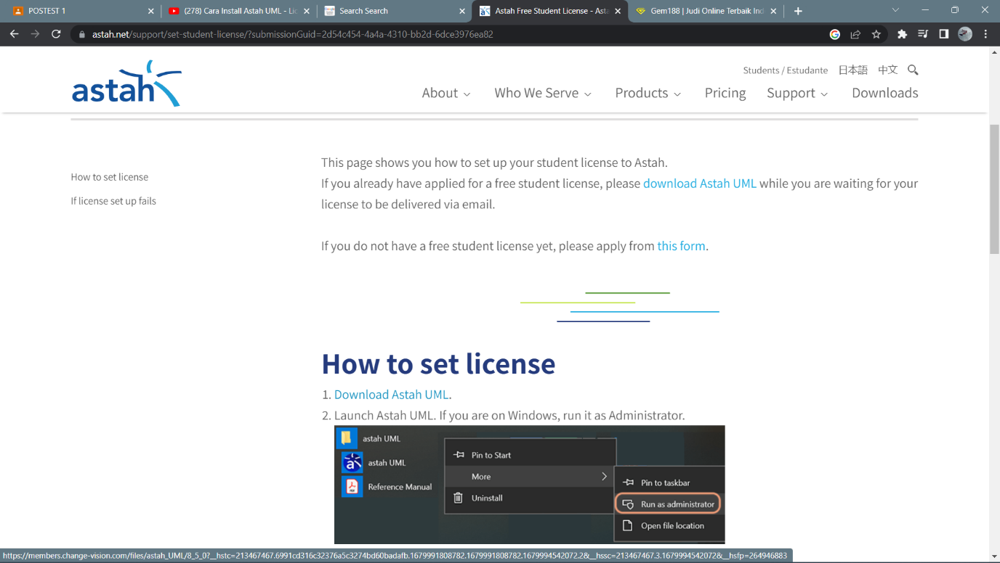 POSTEST 1
(278) Cara Install Astah UML - Lic
Search Search
Astah Free Student License - Asta
Gem188 | Judi Online Terbaik Ind
astah.net/support/set-student-license/?submissionGuid=2d54c454-4a4a-4310-bb2d-6dce3976ea82
astah
Students / Estudante 日本語 中文
About Who We Serve Products Pricing Support Downloads
How to set license
If license set up fails
This page shows you how to set up your student license to Astah.
If you already have applied for a free student license, please download Astah UML while you are waiting for your
license to be delivered via email.
If you do not have a free student license yet, please apply from this form.
How to set license
1. Download Astah UML.
2. Launch Astah UML. If you are on Windows, run it as Administrator.
astah UML
astah UML
Reference Manual
Pin to Start
More
Uninstall
Pin to taskbar
Run as administrator
Open file location
https://members.change-vision.com/files/astah_UML/8_5_0?__hstc=213467467.6991cd316c32376a5c3274bd60badafb.1679991808782.1679991808782.1679994542072.2&__hssc=213467467.3.1679994542072&__hsfp=264946883